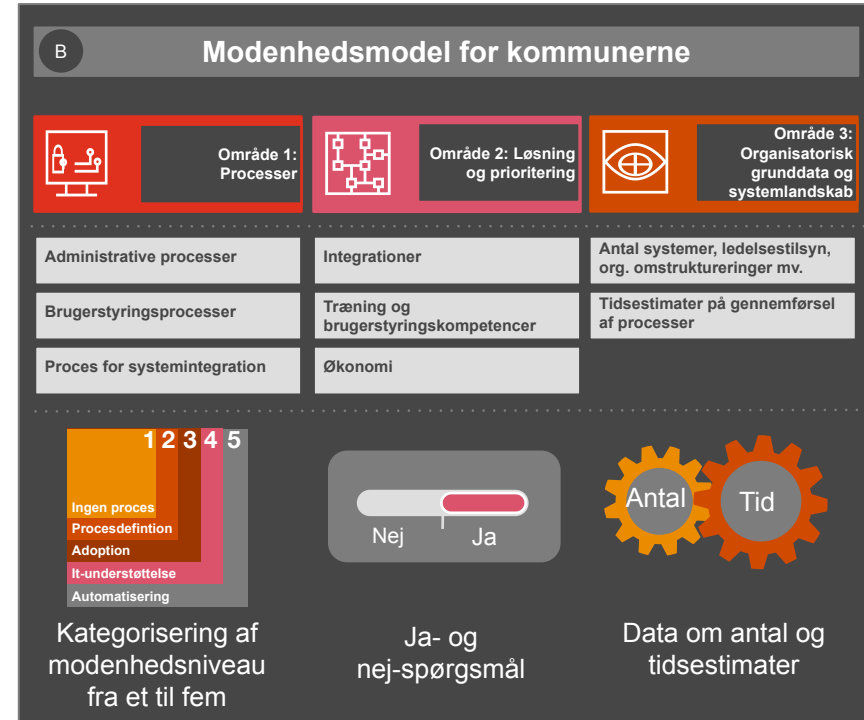 B
Modenhedsmodel for kommunerne
Område 1:
Processer
Område 2: Løsning
og prioritering
Område 3:
Organisatorisk
grunddata og
systemlandskab
Administrative processer
Brugerstyringsprocesser
Proces for systemintegration
Integrationer
Træning og
brugerstyringskompetencer
Økonomi
Antal systemer, ledelsestilsyn,
org. omstruktureringer mv.
Tidsestimater på gennemførsel
af processer
1 2 3 4 5
Ingen proces
Procesdefintion
Adoption
It-understøttelse
Automatisering
Kategorisering af
modenhedsniveau
fra et til fem
Nej Ja
Ja- og
nej-spørgsmål
Antal Tid
Data om antal og
tidsestimater